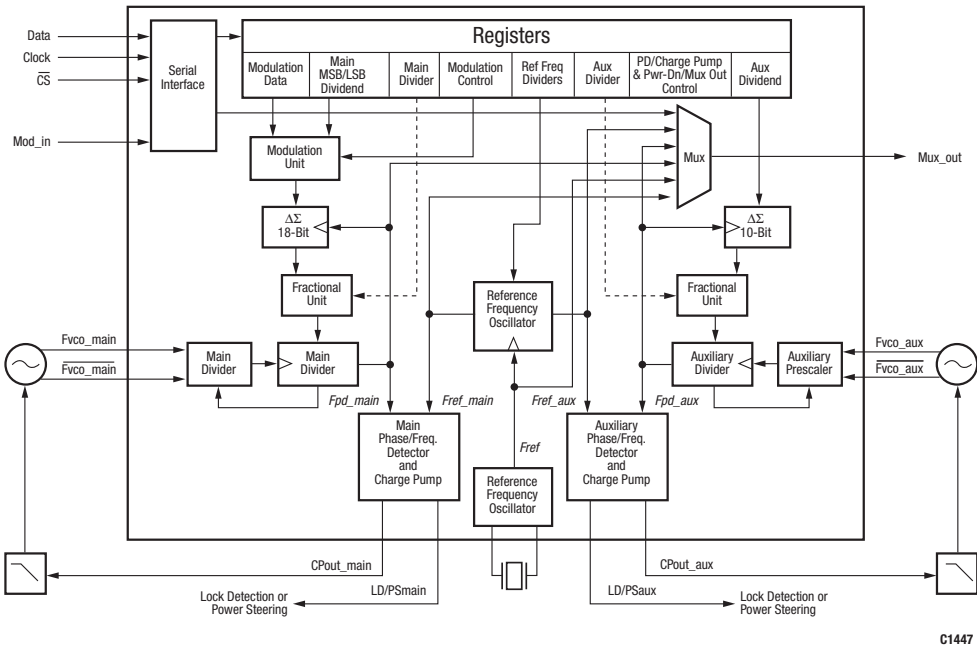 Registers
Data
Clock
CS
Mod_in
Serial
Interface
Modulation
Data
Main
MSB/LSB
Dividend
Main
Divider
Modulation
Control
Ref Freq
Dividers
Aux
Divider
PD/Charge Pump
& Pwr-Dn/Mux Out
Control
Aux
Dividend
Modulation
Unit
Mux
Mux_out
ΔΣ
18-Bit
ΔΣ
10-Bit
Fractional
Unit
Reference
Frequency
Oscillator
Fractional
Unit
Fvco_main
Fvco_main
Main
Divider
Main
Divider
Auxiliary
Divider
Auxiliary
Prescaler
Fvco_aux
Fvco_aux
Fpd_main
Fref_main
Fref_aux
Fpd_aux
Main
Phase/Freq.
Detector
and
Charge Pump
Fref
Reference
Frequency
Oscillator
Auxiliary
Phase/Freq.
Detector
and
Charge Pump
CPout_main
CPout_aux
LD/PSmain
LD/PSaux
Lock Detection or
Power Steering
Lock Detection or
Power Steering
C1447